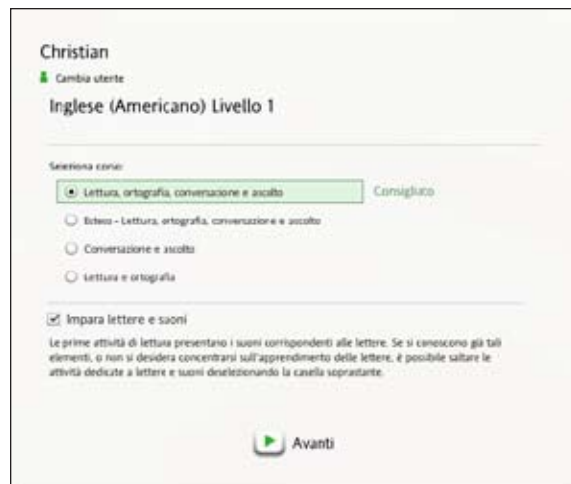 Christian
Cambia utente
Inglese (Americano) Livello 1
Seleziona corso:
Lettura, ortografia, conversazione e ascolto
Consigliato
Esteso – Lettura, ortografia, conversazione e ascolto
Conversazione e ascolto
Lettura e ortografia
Impara lettere e suoni
Le prime attività di lettura presentano i suoni corrispondenti alle lettere. Se si conoscono già tali
elementi, o non si desidera concentrarsi sull'apprendimento delle lettere, è possibile saltare le
attività dedicate a lettere e suoni deselezionando la casella soprastante.
Avanti